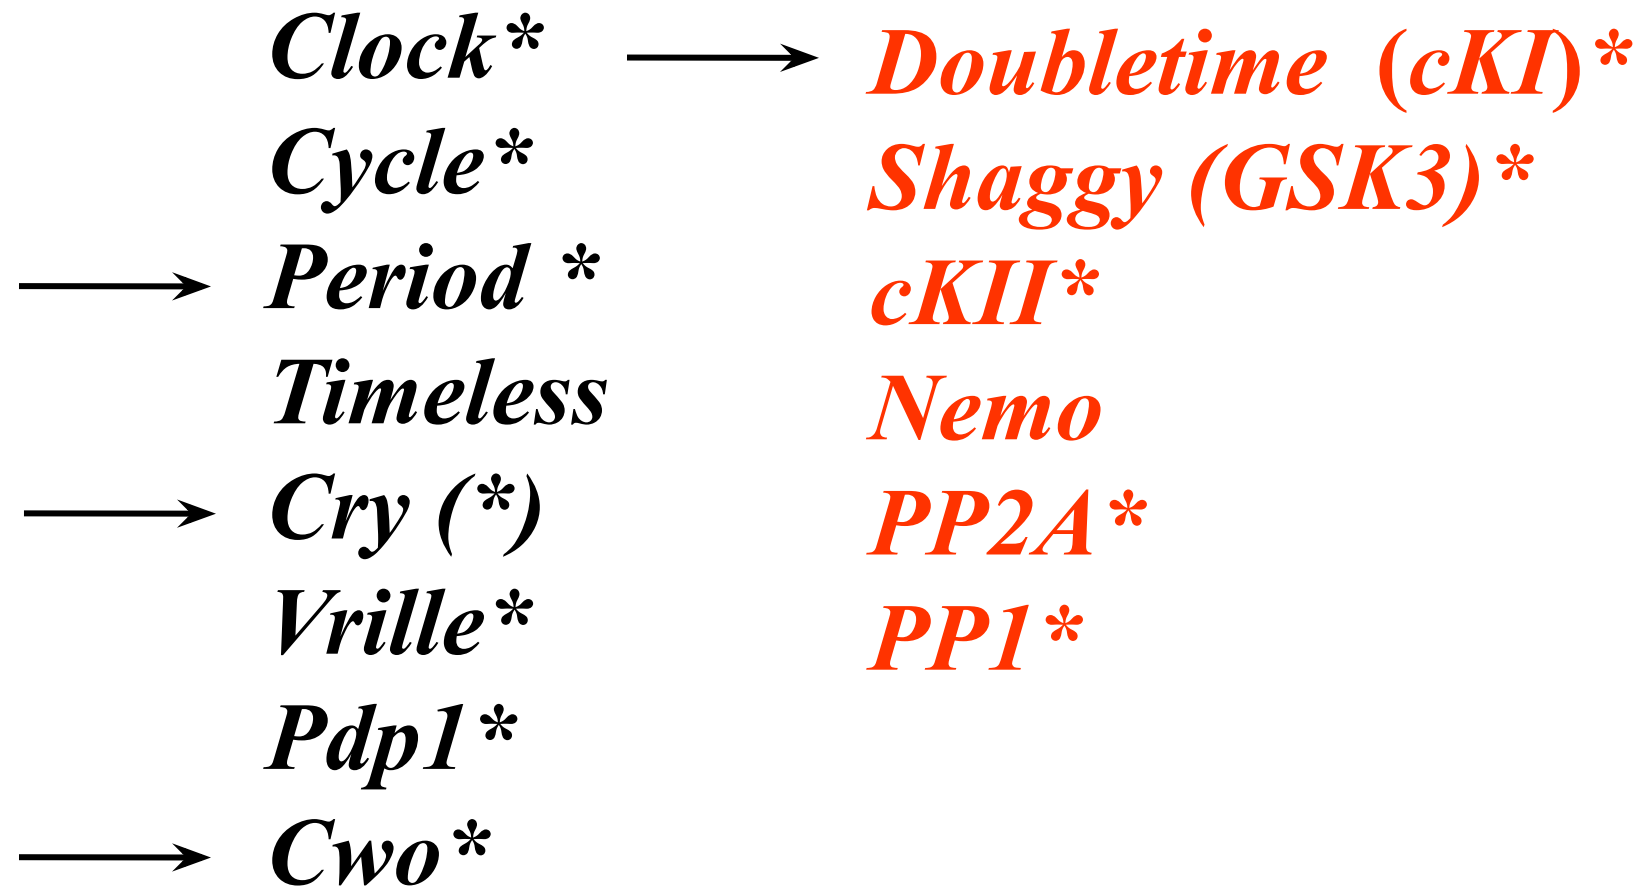 Clock*
Cycle*
Period *
Timeless
Cry (*)
Vrille*
Pdp1*
Cwo*
Doubletime (cKI)*
Shaggy (GSK3)*
cKII*
Nemo
PP2A*
PP1*